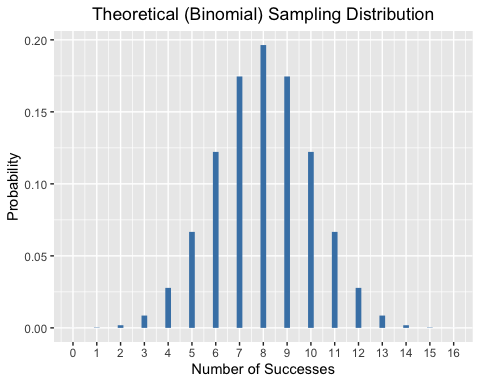 Theoretical (Binomial) Sampling Distribution
0.20
0.15
0.10
0.05
0.00
Probability
0 1 2 3 4 5 6 7 8 9 10 11 12 13 14 15 16
Number of Successes